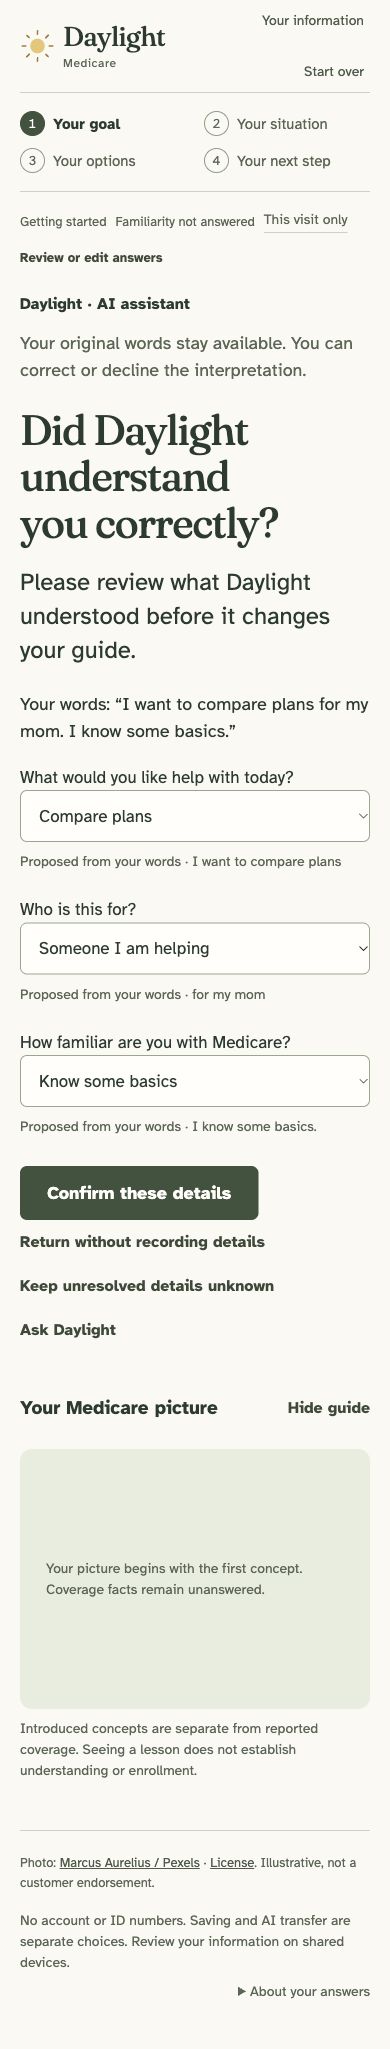 Your information
Daylight
Medicare
Start over
1 Your goal
2 Your situation
3 Your options
4 Your next step
Getting started Familiarity not answered This visit only
Review or edit answers
Daylight · AI assistant
Your original words stay available. You can
correct or decline the interpretation.
Did Daylight
understand
you correctly?
Please review what Daylight
understood before it changes
your guide.
Your words: “I want to compare plans for my
mom. I know some basics.”
What would you like help with today?
Compare plans
Proposed from your words · I want to compare plans
Who is this for?
Someone I am helping
Proposed from your words · for my mom
How familiar are you with Medicare?
Know some basics
Proposed from your words · I know some basics.
Confirm these details
Return without recording details
Keep unresolved details unknown
Ask Daylight
Your Medicare picture
Hide guide
Your picture begins with the first concept.
Coverage facts remain unanswered.
Introduced concepts are separate from reported
coverage. Seeing a lesson does not establish
understanding or enrollment.
Photo: Marcus Aurelius / Pexels · License. Illustrative, not a
customer endorsement.
No account or ID numbers. Saving and AI transfer are
separate choices. Review your information on shared
devices.
▶ About your answers